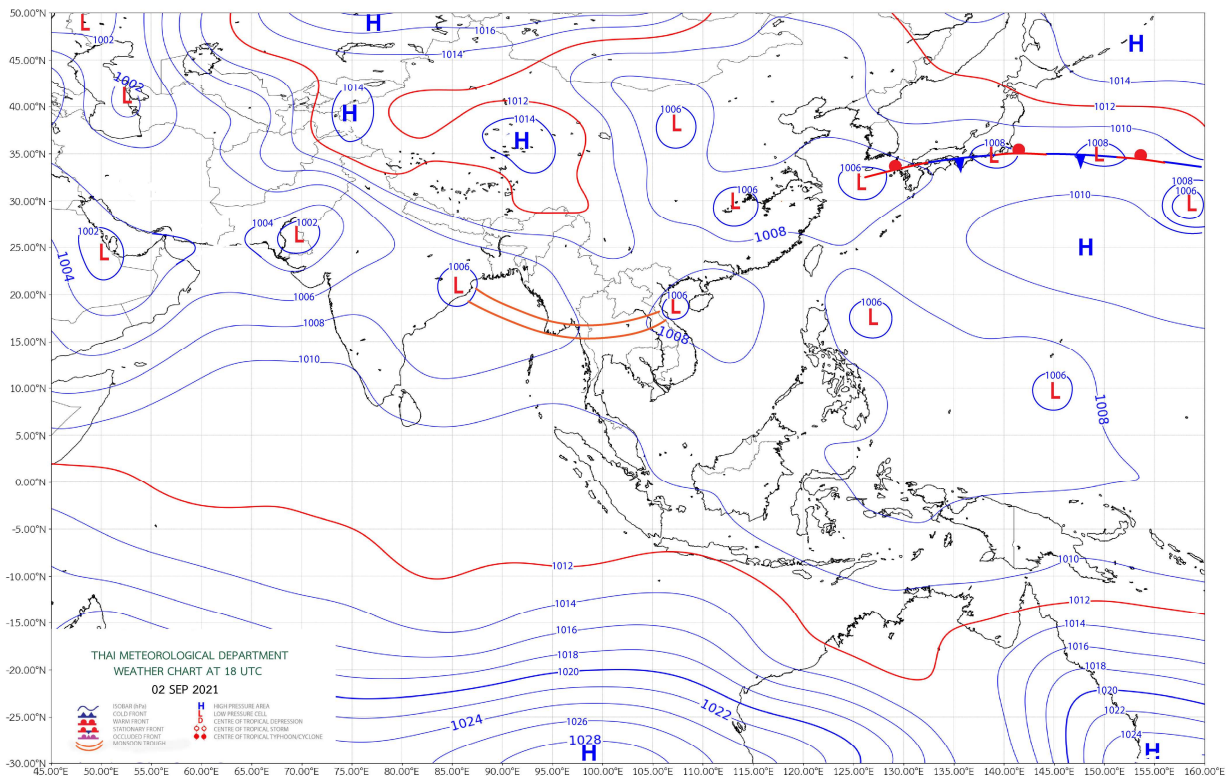 50.00°N
1002
1016
1014
H
H
L
45.00°N
1002
1014
1014
40.00°N
L
H
1012
1014
H
1006
L
1012
1010
35.00°N
1008
L
1008
L
1006
L
30.00°N
1006
L
1008
1008
1006
L
1010
25.00°N
1002
L
1004
1004
1002
L
H
20.00°N
1006
1006
L
1006
L
1006
L
15.00°N
1008
1008
1010
10.00°N
1006
L
1008
5.00°N
0.00°N
-5.00°N
-10.00°N
1012
1010
-15.00°N
1014
1012
1016
1014
1018
1016
-20.00°N
1020
1018
1020
-25.00°N
1024
1022
1022
1026
1024
1028
H
H
-30.00°N
THAI METEOROLOGICAL DEPARTMENT
WEATHER CHART AT 18 UTC
02 SEP 2021
ISOBAR (hPa)
COLD FRONT
WARM FRONT
STATIONARY FRONT
OCCLUDED FRONT
MONSOON TROUGH
H HIGH PRESSURE AREA
L LOW PRESSURE CELL
D CENTRE OF TROPICAL DEPRESSION
CENTRE OF TROPICAL STORM
CENTRE OF TROPICAL TYPHOON/CYCLONE
45.00°E 50.00°E 55.00°E 60.00°E 65.00°E 70.00°E 75.00°E 80.00°E 85.00°E 90.00°E 95.00°E 100.00°E 105.00°E 110.00°E 115.00°E 120.00°E 125.00°E 130.00°E 135.00°E 140.00°E 145.00°E 150.00°E 155.00°E 160.00°E